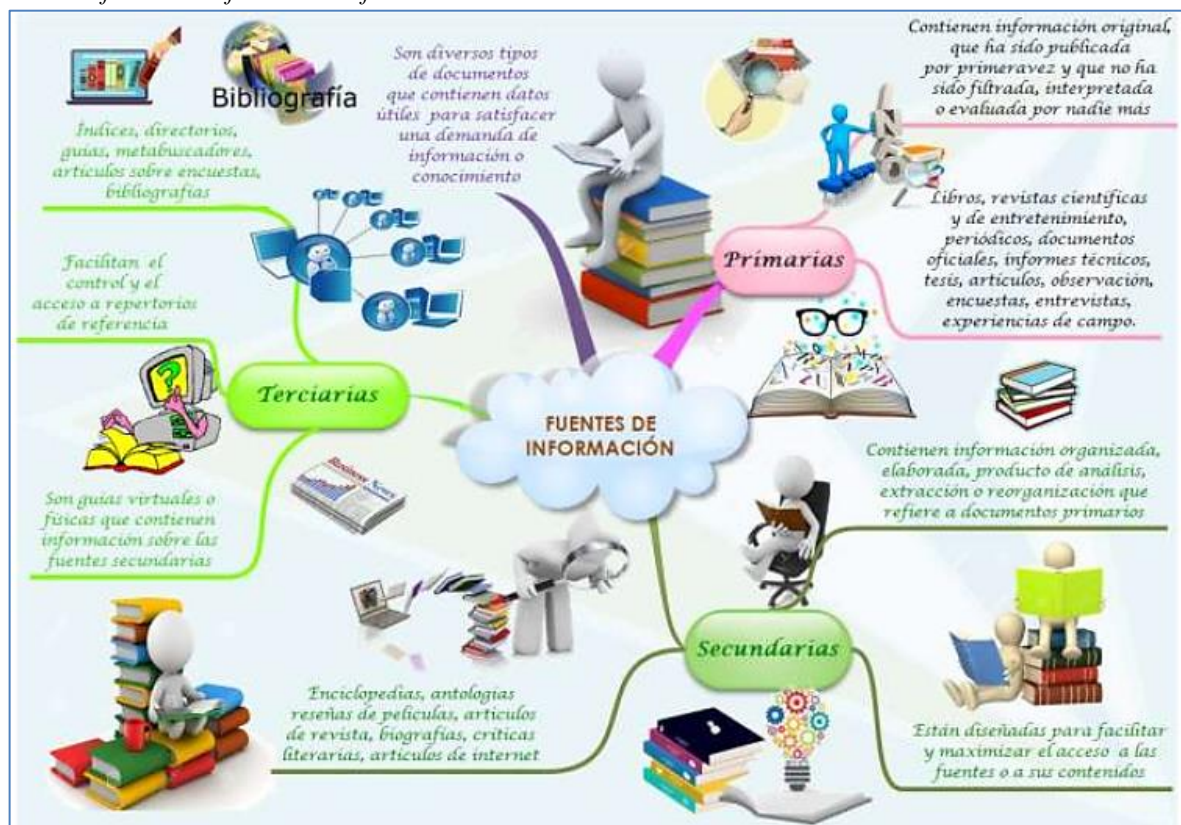 Bibliografía
Índices, directorios,
guías, metabuscadores,
artículos sobre encuestas,
bibliografías
Son diversos tipos
de documentos
que contienen datos
útiles para satisfacer
una demanda de
información o
conocimiento
Contienen información original,
que ha sido publicada
por primeravez y que no ha
sido filtrada, interpretada
o evaluada por nadie más
Primarias
Libros, revistas científicas
y de entretenimiento,
periódicos, documentos
oficiales, informes técnicos,
tesis, artículos, observación,
encuestas, entrevistas,
experiencias de campo.
Facilitan el
control y el
acceso a repertorios
de referencia
Terciarias
FUENTES DE
INFORMACIÓN
Son guías virtuales o
físicas que contienen
información sobre las
fuentes secundarias
Business News
Contienen información organizada,
elaborada, producto de análisis,
extracción o reorganización que
refiere a documentos primarios
Secundarias
Enciclopedias, antologías
reseñas de películas, artículos
de revista, biografías, críticas
literarias, artículos de internet
Están diseñadas para facilitar
y maximizar el acceso a las
fuentes o a sus contenidos